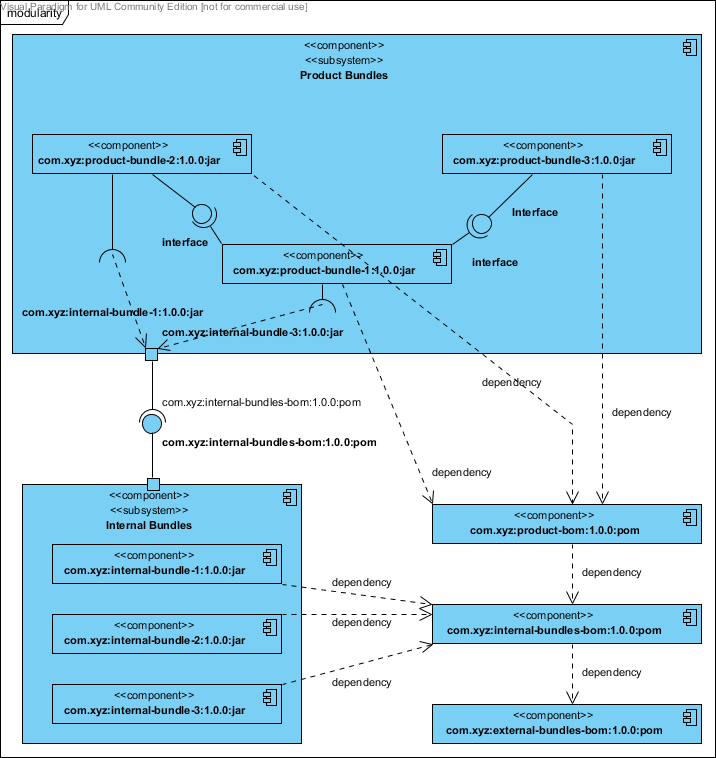 Visual Paradigm for UML Community Edition [not for commercial use]
modularity
<<component>>
<<subsystem>>
Product Bundles
<<component>>
com.xyz:product-bundle-2:1.0.0:jar
<<component>>
com.xyz:product-bundle-3:1.0.0:jar
interface
Interface
<<component>>
com.xyz:product-bundle-1:1.0.0:jar
interface
com.xyz:internal-bundle-1:1.0.0:jar
com.xyz:internal-bundle-3:1.0.0:jar
dependency
dependency
com.xyz:internal-bundles-bom:1.0.0:pom
com.xyz:internal-bundles-bom:1.0.0:pom
dependency
<<component>>
<<subsystem>>
Internal Bundles
<<component>>
com.xyz:product-bom:1.0.0:pom
<<component>>
com.xyz:internal-bundle-1:1.0.0:jar
dependency
dependency
<<component>>
com.xyz:internal-bundle-2:1.0.0:jar
dependency
<<component>>
com.xyz:internal-bundles-bom:1.0.0:pom
<<component>>
com.xyz:internal-bundle-3:1.0.0:jar
dependency
dependency
<<component>>
com.xyz:external-bundles-bom:1.0.0:pom